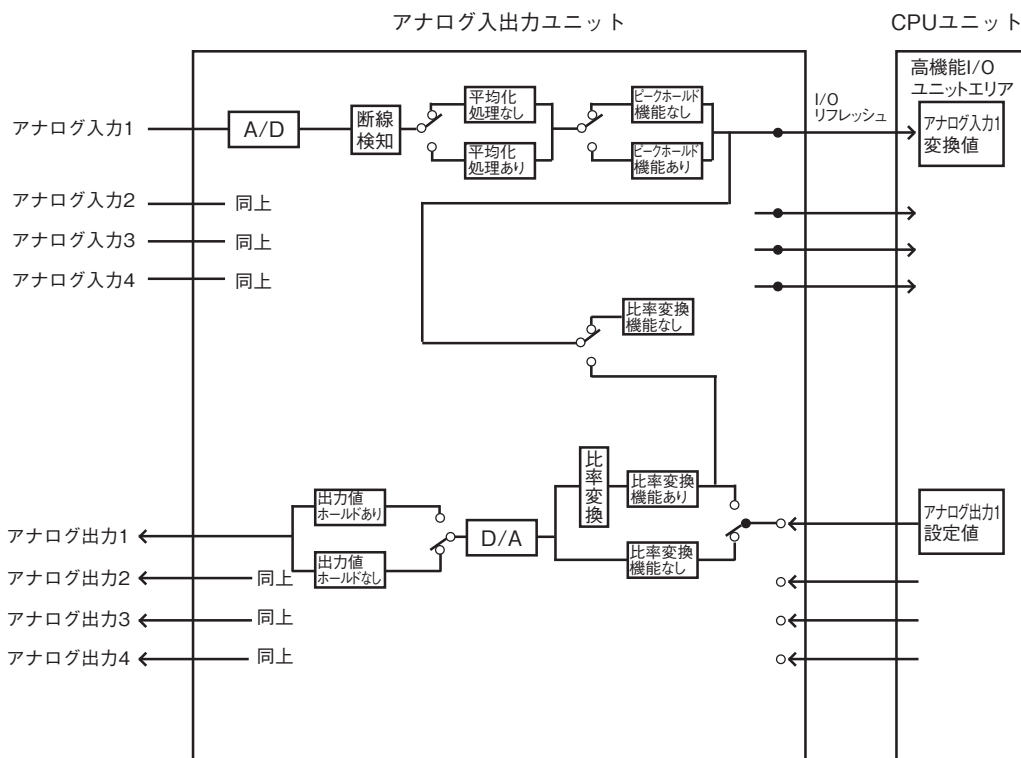 アナログ入出力ユニット
CPUユニット
高機能I/O
ユニットエリア
I/O
リフレッシュ
アナログ入力1
A/D
断線
検知
平均化
処理なし
平均化
処理あり
ピークホールド
機能なし
ピークホールド
機能あり
アナログ入力1
変換値
アナログ入力2
同上
アナログ入力3
同上
アナログ入力4
同上
比率変換
機能なし
比率変換
比率変換
機能あり
比率変換
機能なし
出力値
ホールドあり
出力値
ホールドなし
D/A
アナログ出力1
設定値
アナログ出力1
アナログ出力2
同上
アナログ出力3
同上
アナログ出力4
同上